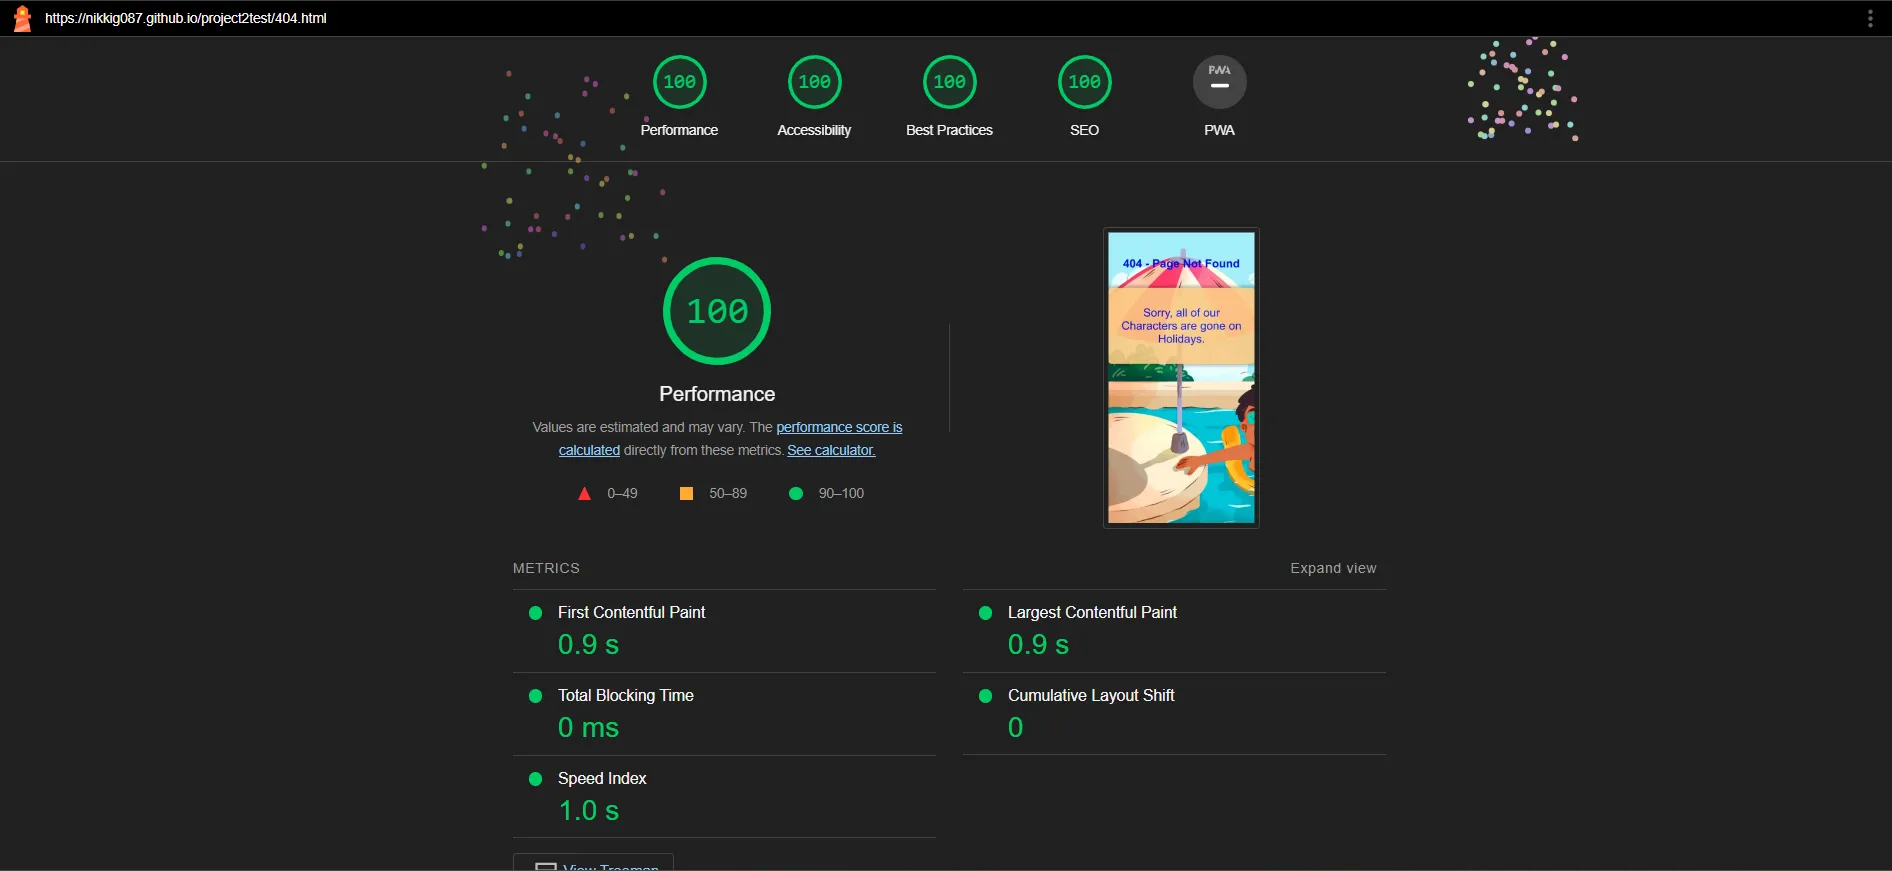 https://nikkig087.github.io/project2test/404.html
100
100
100
100
PWA
Performance
Accessibility
Best Practices
SEO
PWA
100
Performance
Values are estimated and may vary. The performance score is
calculated directly from these metrics. See calculator.
0–49
50–89
90–100
404 - Page Not Found
Sorry, all of our
Characters are gone on
Holidays.
METRICS
Expand view
First Contentful Paint
0.9 s
Largest Contentful Paint
0.9 s
Total Blocking Time
0 ms
Cumulative Layout Shift
0
Speed Index
1.0 s
View Treemap